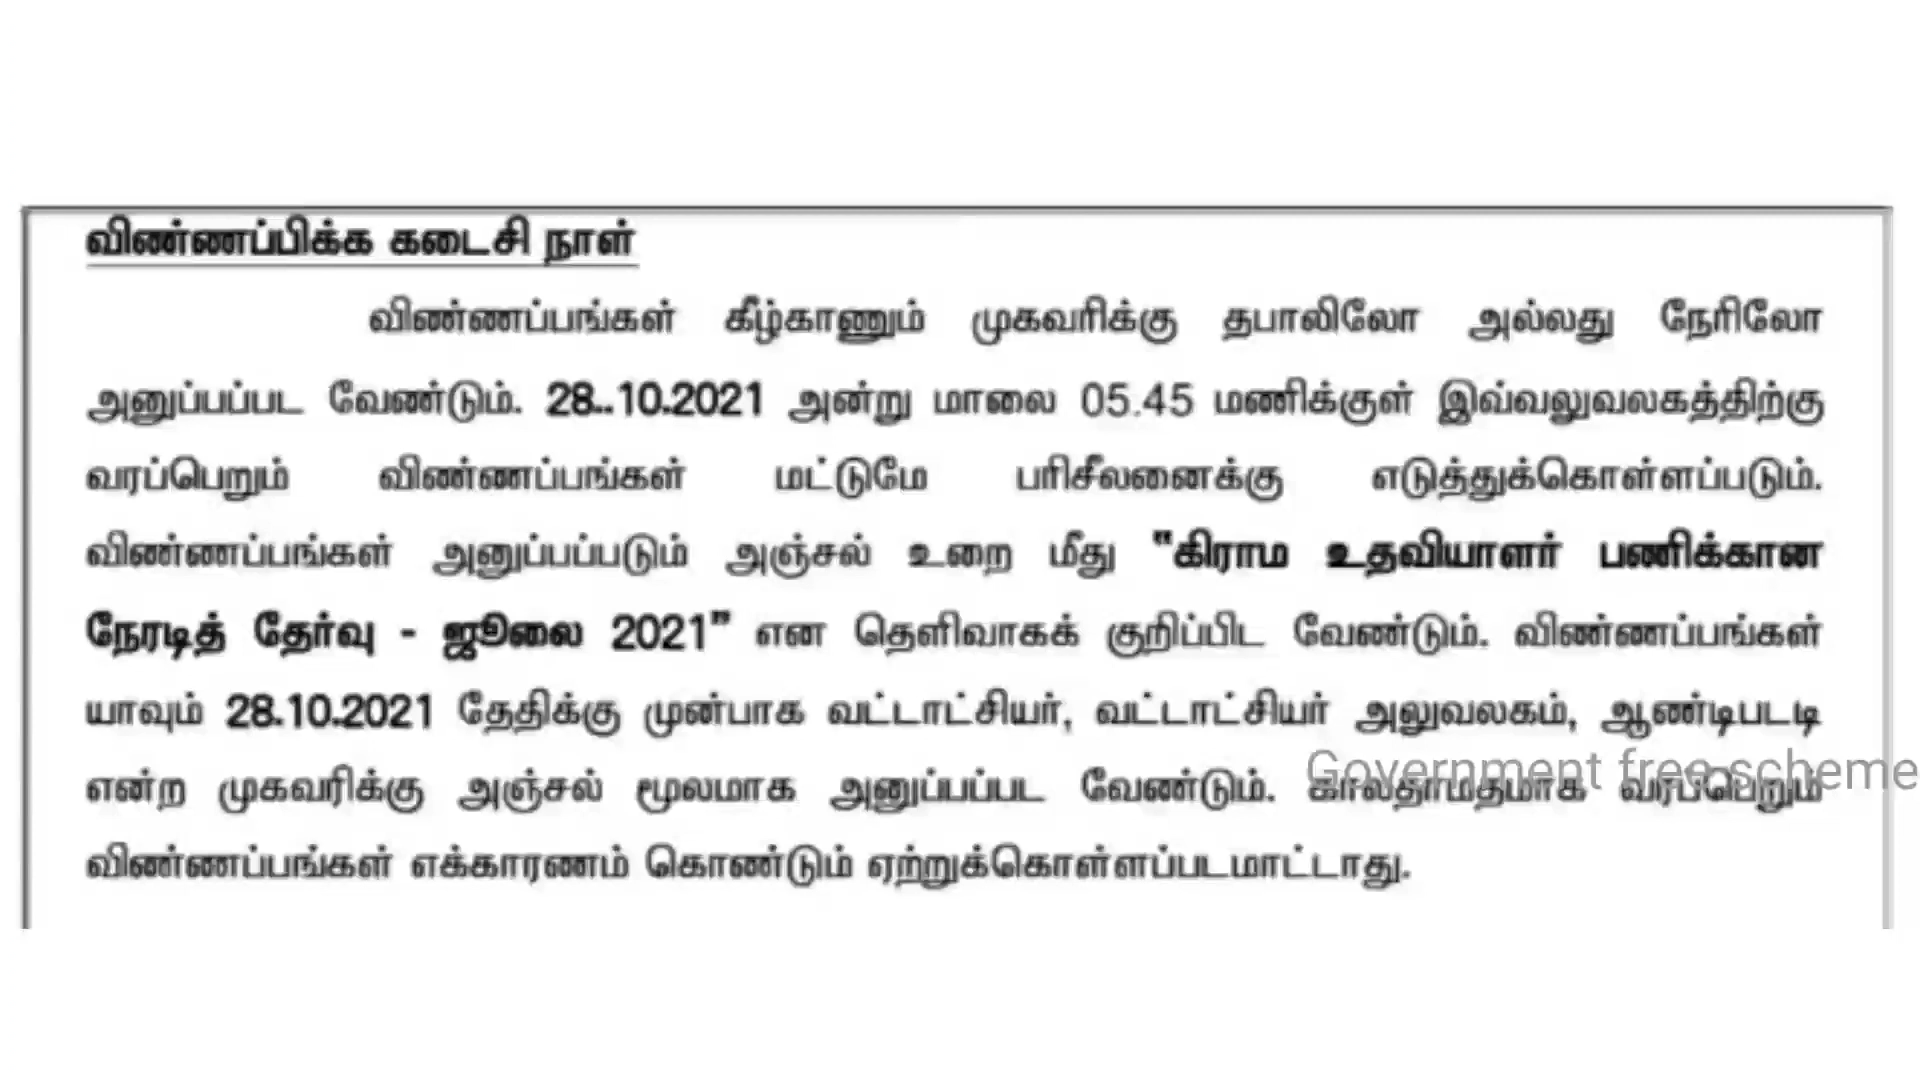 விண்ணப்பிக்க கடைசி நாள்
விண்ணப்பங்கள் கீழ்காணும் முகவரிக்கு தபாலிலோ அல்லது நேரிலோ
அனுப்பப்பட வேண்டும். 28..10.2021 அன்று மாலை 05.45 மணிக்குள் இவ்வலுவலகத்திற்கு
வரப்பெறும் விண்ணப்பங்கள் மட்டுமே பரிசீலனைக்கு எடுத்துக்கொள்ளப்படும்.
விண்ணப்பங்கள் அனுப்பப்படும் அஞ்சல் உறை மீது "கிராம உதவியாளர் பணிக்கான
நேரடித் தேர்வு - ஜூலை 2021" என தெளிவாகக் குறிப்பிட வேண்டும். விண்ணப்பங்கள்
யாவும் 28.10.2021 தேதிக்கு முன்பாக வட்டாட்சியர், வட்டாட்சியர் அலுவலகம், ஆண்டிபடடி
என்ற முகவரிக்கு அஞ்சல் மூலமாக அனுப்பப்பட வேண்டும். காலதாமதமாக வரப்பெறும்
Government free scheme
விண்ணப்பங்கள் எக்காரணம் கொண்டும் ஏற்றுக்கொள்ளப்படமாட்டாது.